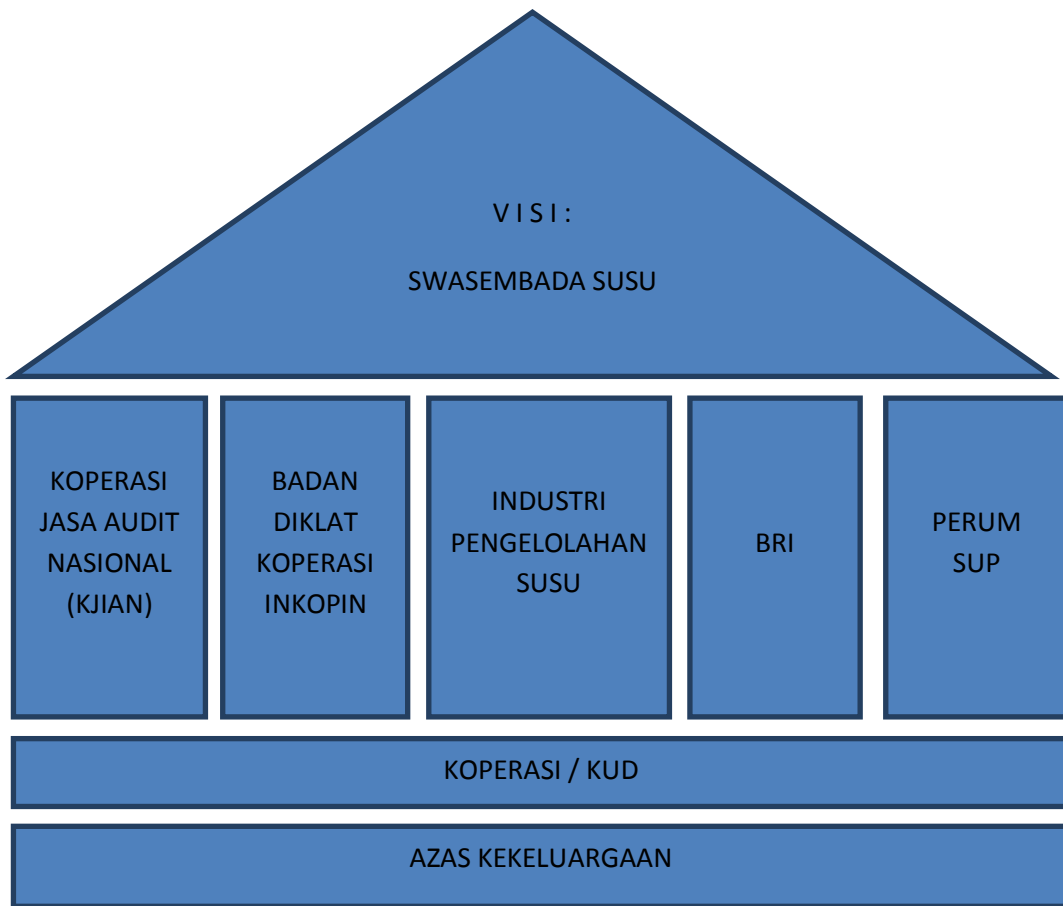 V I S I :
SWASEMBADA SUSU
KOPERASI
JASA AUDIT
NASIONAL
(KJIAN)
BADAN
DIKLAT
KOPERASI
INKOPIN
INDUSTRI
PENGELOLAHAN
SUSU
BRI
PERUM
SUP
KOPERASI / KUD
AZAS KEKELUARGAAN